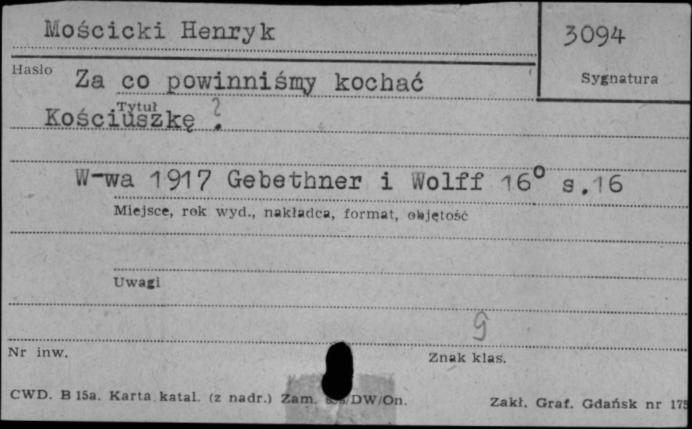 Mościcki Henryk
3094
Hasło
Sygnatura
Za co powinniśmy kochać
Tytuł
Kościuszkę ?
W-wa 1917 Gebethner i Wolff 16° s.16
Miejsce, rok wyd., nakładca, format, objętość
Uwagi
g
Nr inw.
Znak klas.
CWD. B 15a. Karta katal. (z nadr.) Zam. /DW/On.
Zakł. Graf. Gdańsk nr 175